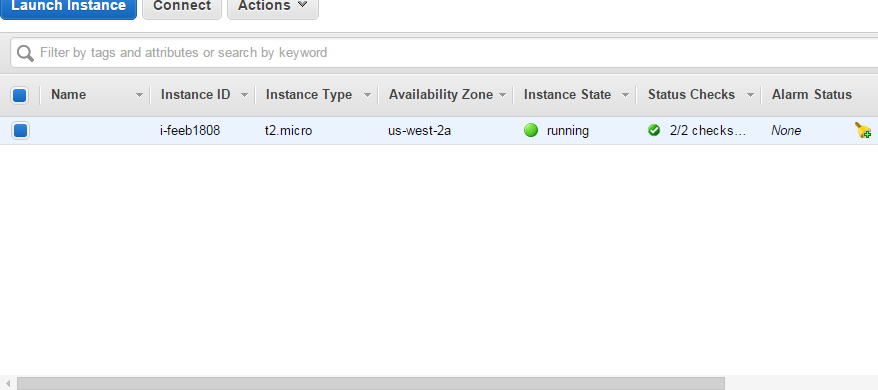 Launch Instance Connect Actions
Filter by tags and attributes or search by keyword
Name Instance ID Instance Type Availability Zone Instance State Status Checks Alarm Status
i-feeb1808 t2.micro us-west-2a running 2/2 checks... None